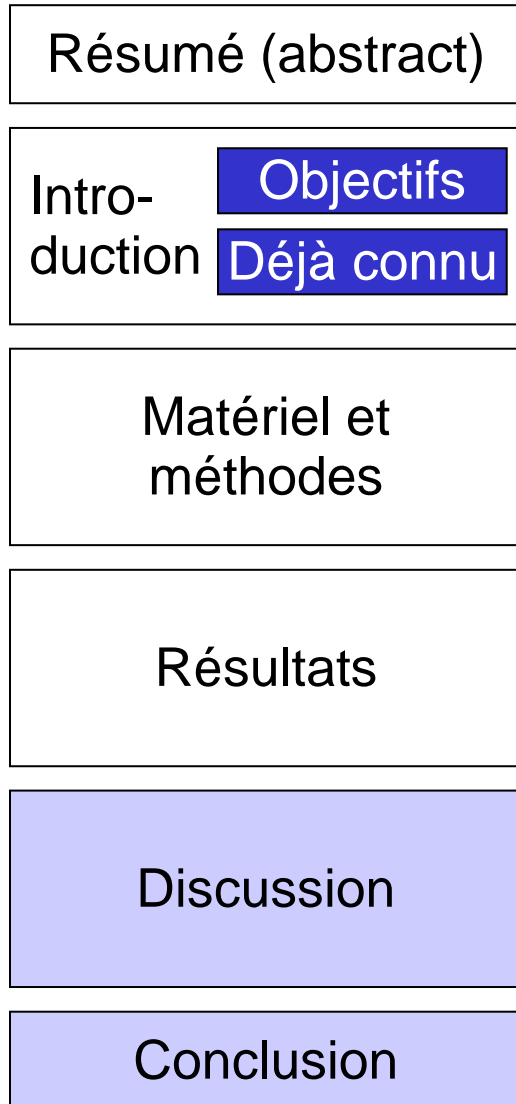 Résumé (abstract)
Intro-
duction
Objectifs
Déjà connu
Matériel et
méthodes
Résultats
Discussion
Conclusion